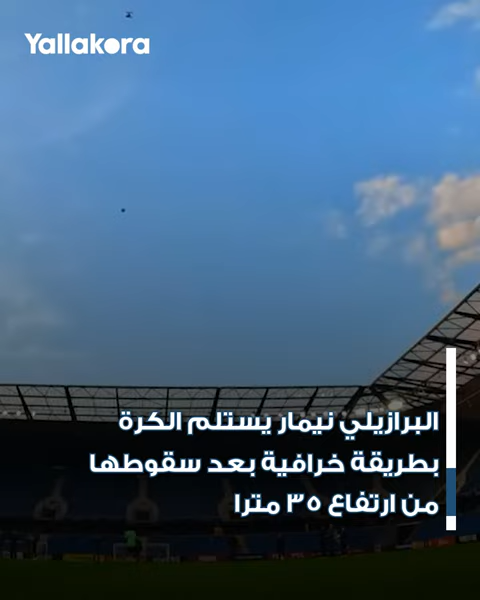 Yallakora
البرازيلي نيمار يستلم الكرة
بطريقة خرافية بعد سقوطها
من ارتفاع ٣٥ مترا